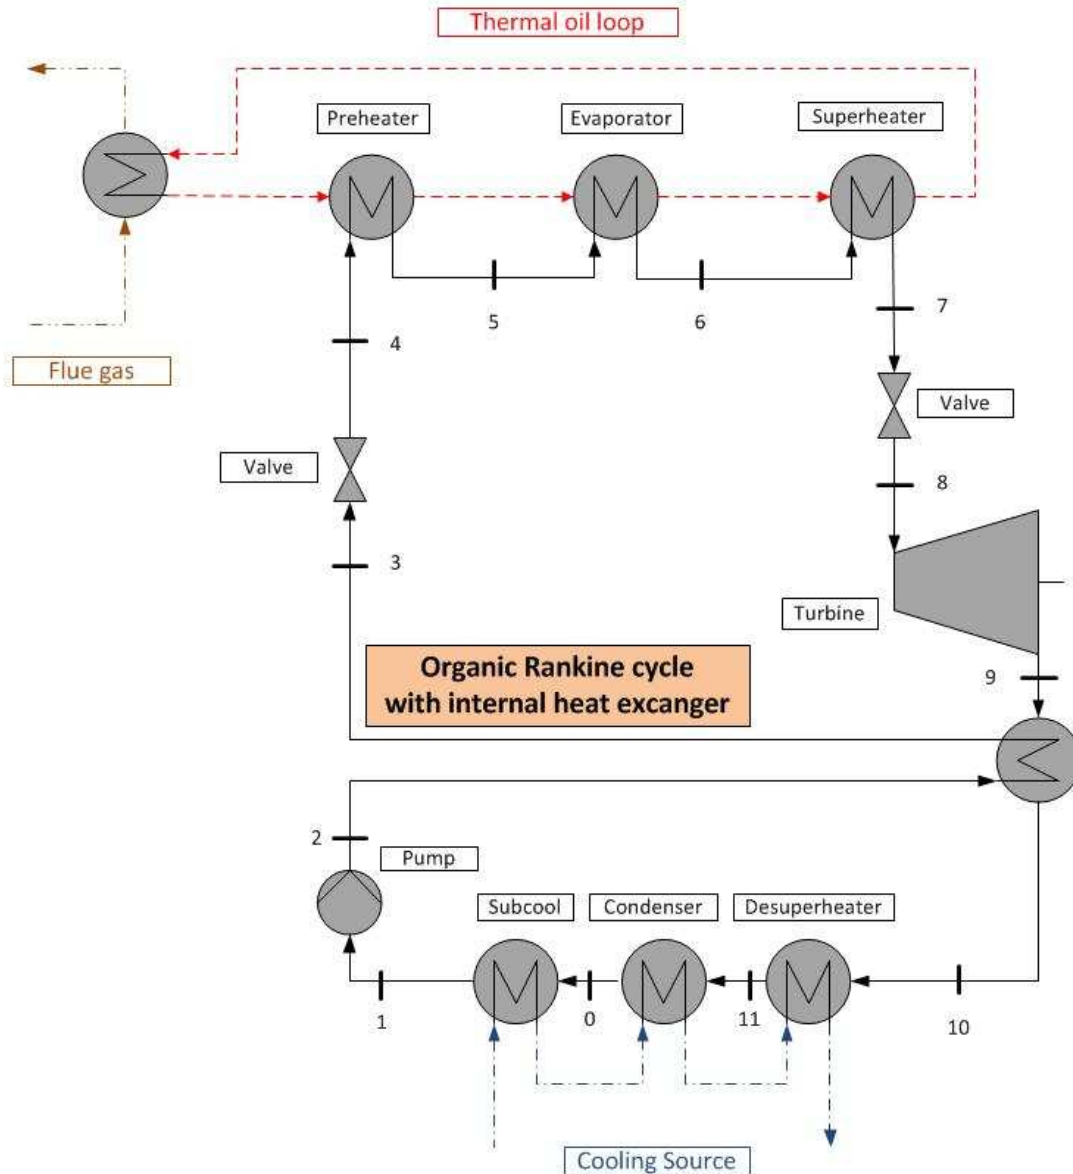 Thermal oil loop
Preheater
Evaporator
Superheater
5
6
7
4
Flue gas
Valve
Valve
8
3
Turbine
Organic Rankine cycle
with internal heat excanger
9
2
Pump
Subcool
Condenser
Desuperheater
1
0
11
10
Cooling Source